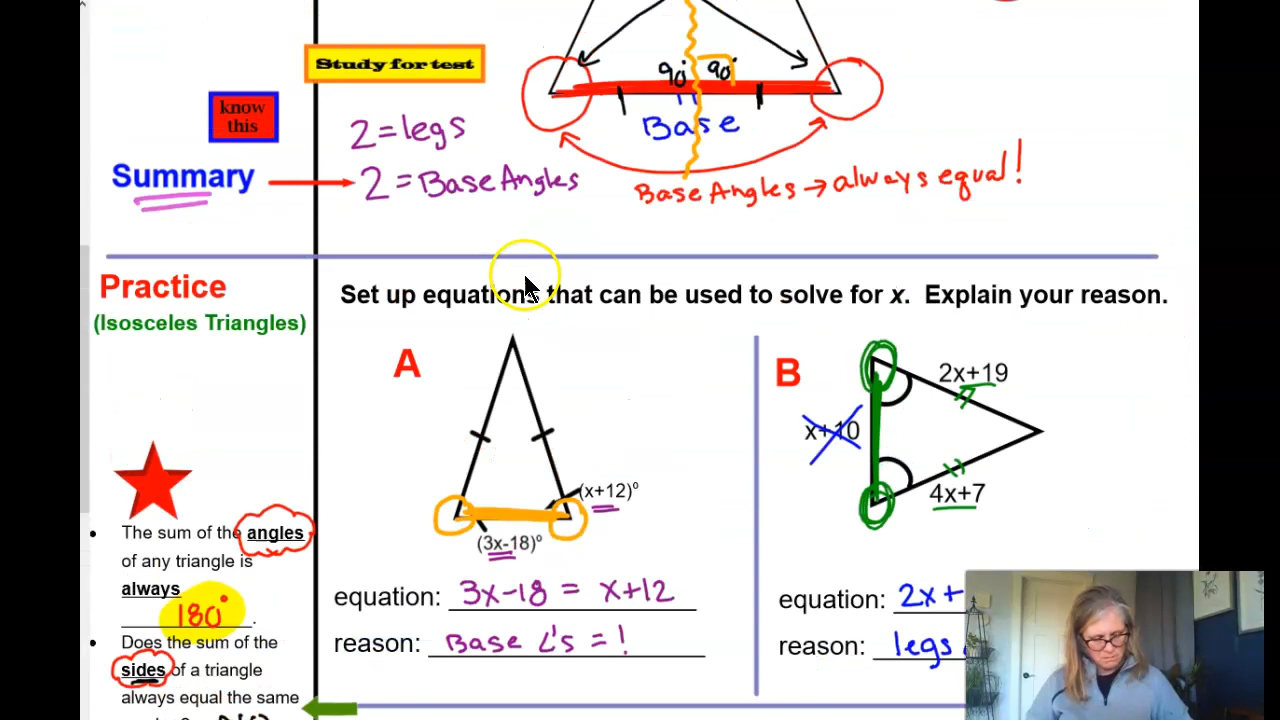 90° 90°
Study for test
know
this
2 = legs
Base
Summary
2 = Base Angles
Base Angles → always equal!
Practice
(Isosceles Triangles)
Set up equations that can be used to solve for x. Explain your reason.
A
B
2x+19
x+10
4x+7
(x+12)º
(3x-18)º
The sum of the angles
of any triangle is
always
180°.
Does the sum of the
sides of a triangle
always equal the same
equation: 3x-18 = x+12
reason: Base ∠'s = !
equation: 2x+
reason: legs